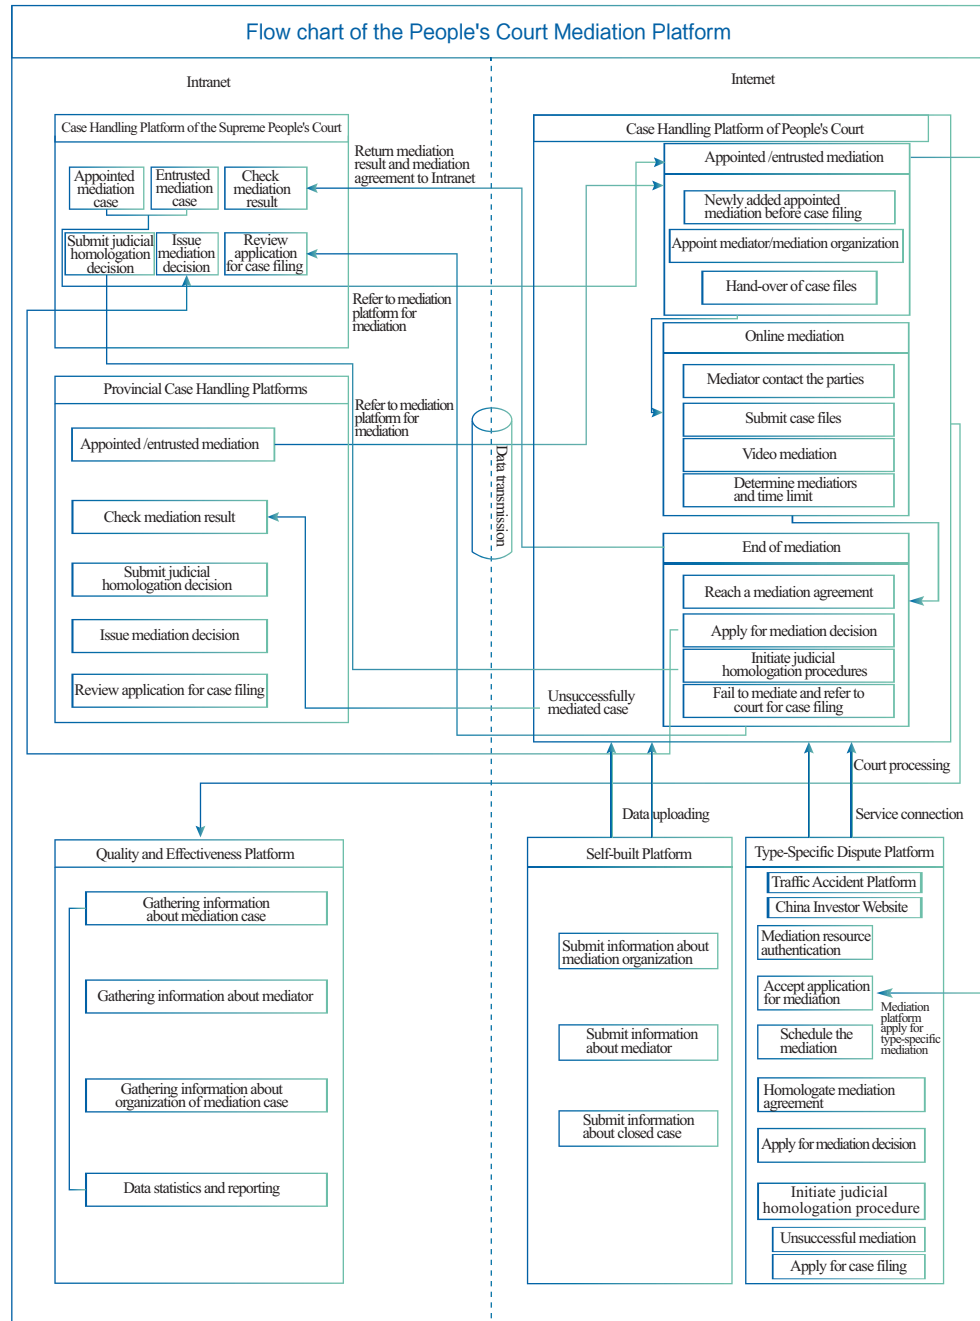 Flow chart of the People's Court Mediation Platform
Intranet
Internet
Case Handling Platform of the Supreme People's Court
Appointed
mediation
case
Entrusted
mediation
case
Check
mediation
result
Submit judicial
homologation
decision
Issue
mediation
decision
Review
application
for case filing
Return mediation
result and mediation
agreement to Intranet
Refer to mediation
platform for
mediation
Provincial Case Handling Platforms
Appointed /entrusted mediation
Check mediation result
Submit judicial
homologation decision
Issue mediation decision
Review application for case filing
Refer to mediation
platform for
mediation
Data transmission
Unsuccessfully
mediated case
Case Handling Platform of People's Court
Appointed /entrusted mediation
Newly added appointed
mediation before case filing
Appoint mediator/mediation organization
Hand-over of case files
Online mediation
Mediator contact the parties
Submit case files
Video mediation
Determine mediators
and time limit
End of mediation
Reach a mediation agreement
Apply for mediation decision
Initiate judicial
homologation procedures
Fail to mediate and refer to
court for case filing
Court processing
Data uploading
Service connection
Quality and Effectiveness Platform
Gathering information
about mediation case
Gathering information about mediator
Gathering information about
organization of mediation case
Data statistics and reporting
Self-built Platform
Submit information about
mediation organization
Submit information
about mediator
Submit information
about closed case
Type-Specific Dispute Platform
Traffic Accident Platform
China Investor Website
Mediation resource
authentication
Accept application
for mediation
Mediation
platform
apply for
type-specific
mediation
Schedule the
mediation
Homologate mediation
agreement
Apply for mediation decision
Initiate judicial
homologation procedure
Unsuccessful mediation
Apply for case filing